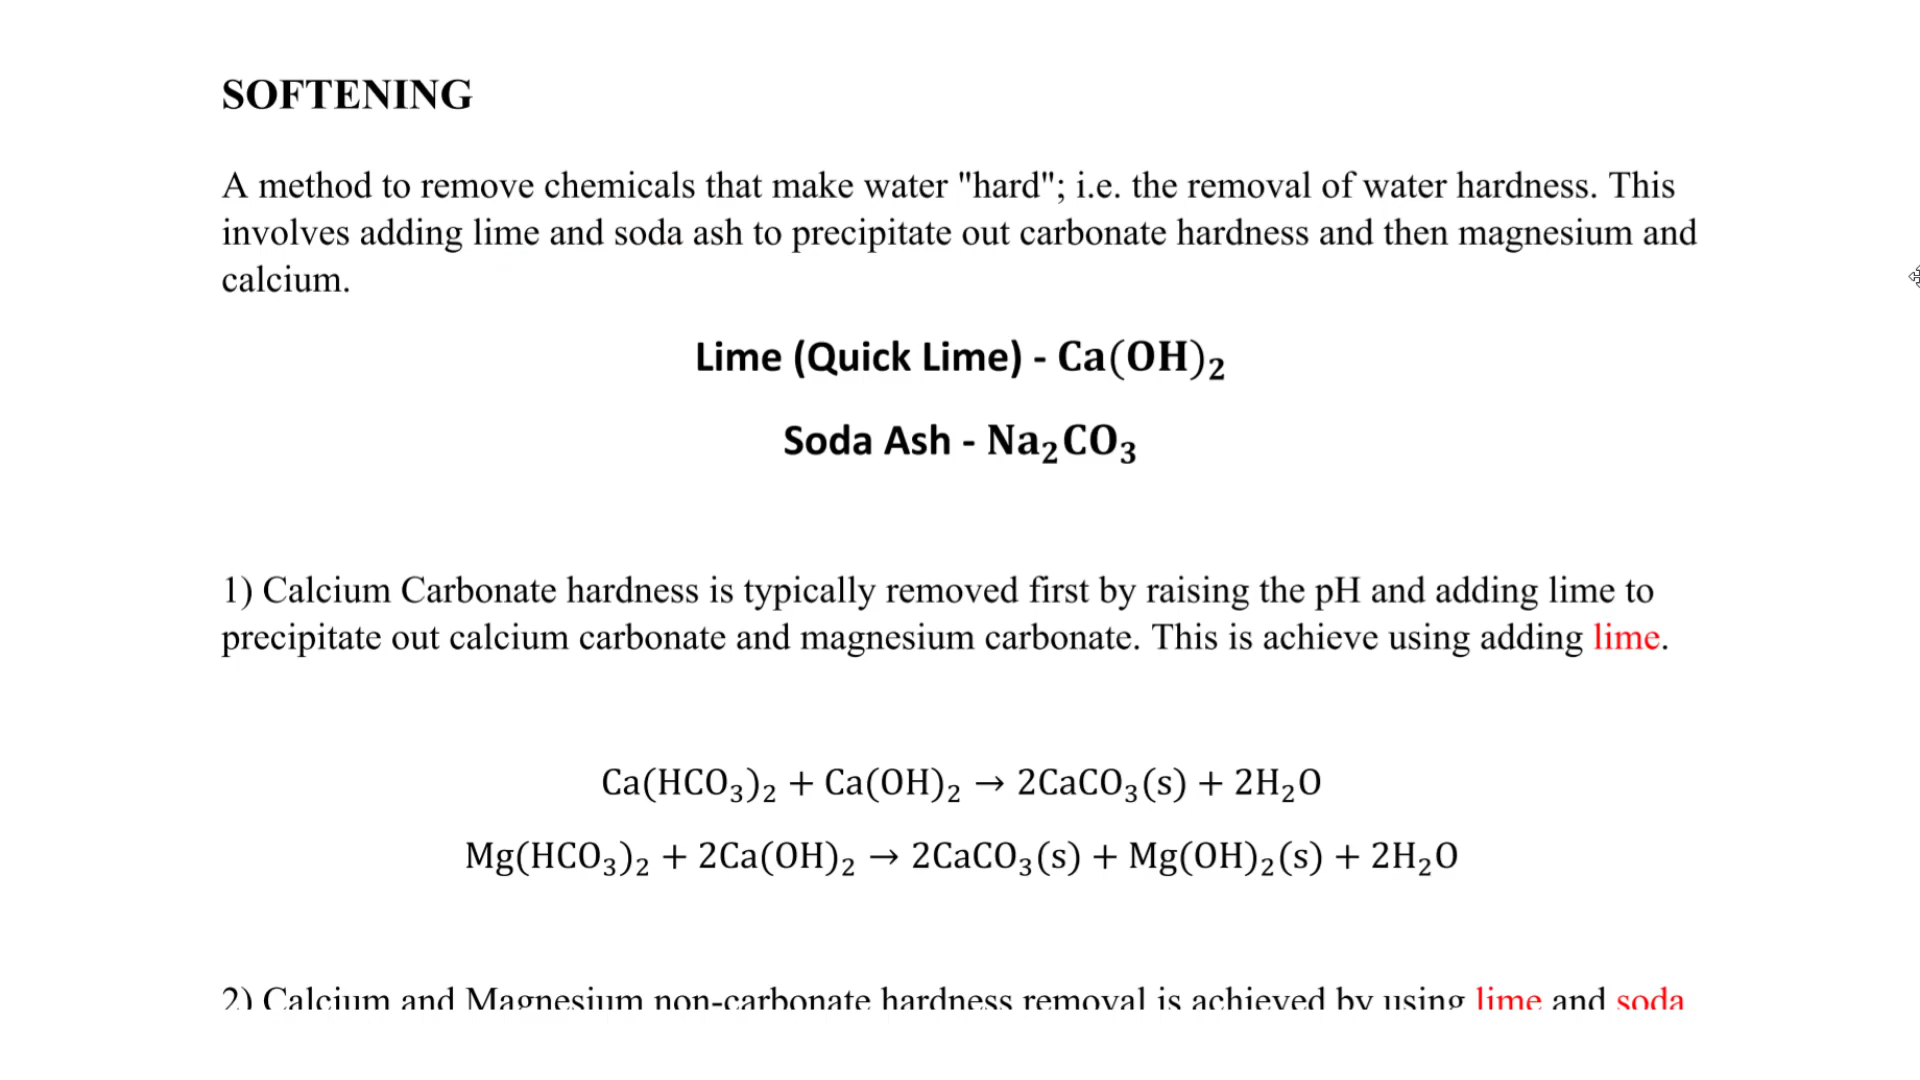 SOFTENING
A method to remove chemicals that make water "hard"; i.e. the removal of water hardness. This
involves adding lime and soda ash to precipitate out carbonate hardness and then magnesium and
calcium.
Lime (Quick Lime) - Ca(OH)₂
Soda Ash - Na₂CO₃
1) Calcium Carbonate hardness is typically removed first by raising the pH and adding lime to
precipitate out calcium carbonate and magnesium carbonate. This is achieve using adding lime.
Ca(HCO₃)₂ + Ca(OH)₂ → 2CaCO₃(s) + 2H₂O
Mg(HCO₃)₂ + 2Ca(OH)₂ → 2CaCO₃(s) + Mg(OH)₂(s) + 2H₂O
2) Calcium and Magnesium non-carbonate hardness removal is achieved by using lime and soda